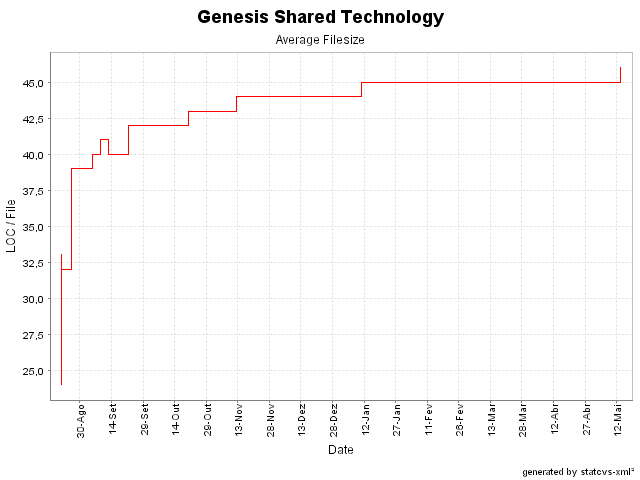 Genesis Shared Technology
Average Filesize
LOC / File
45,0
42,5
40,0
37,5
35,0
32,5
30,0
27,5
25,0
30-Ago
14-Set
29-Set
14-Out
29-Out
13-Nov
28-Nov
13-Dez
28-Dez
12-Jan
27-Jan
11-Fev
26-Fev
13-Mar
28-Mar
12-Abr
27-Abr
12-Mai
Date
generated by statcvs-xml²